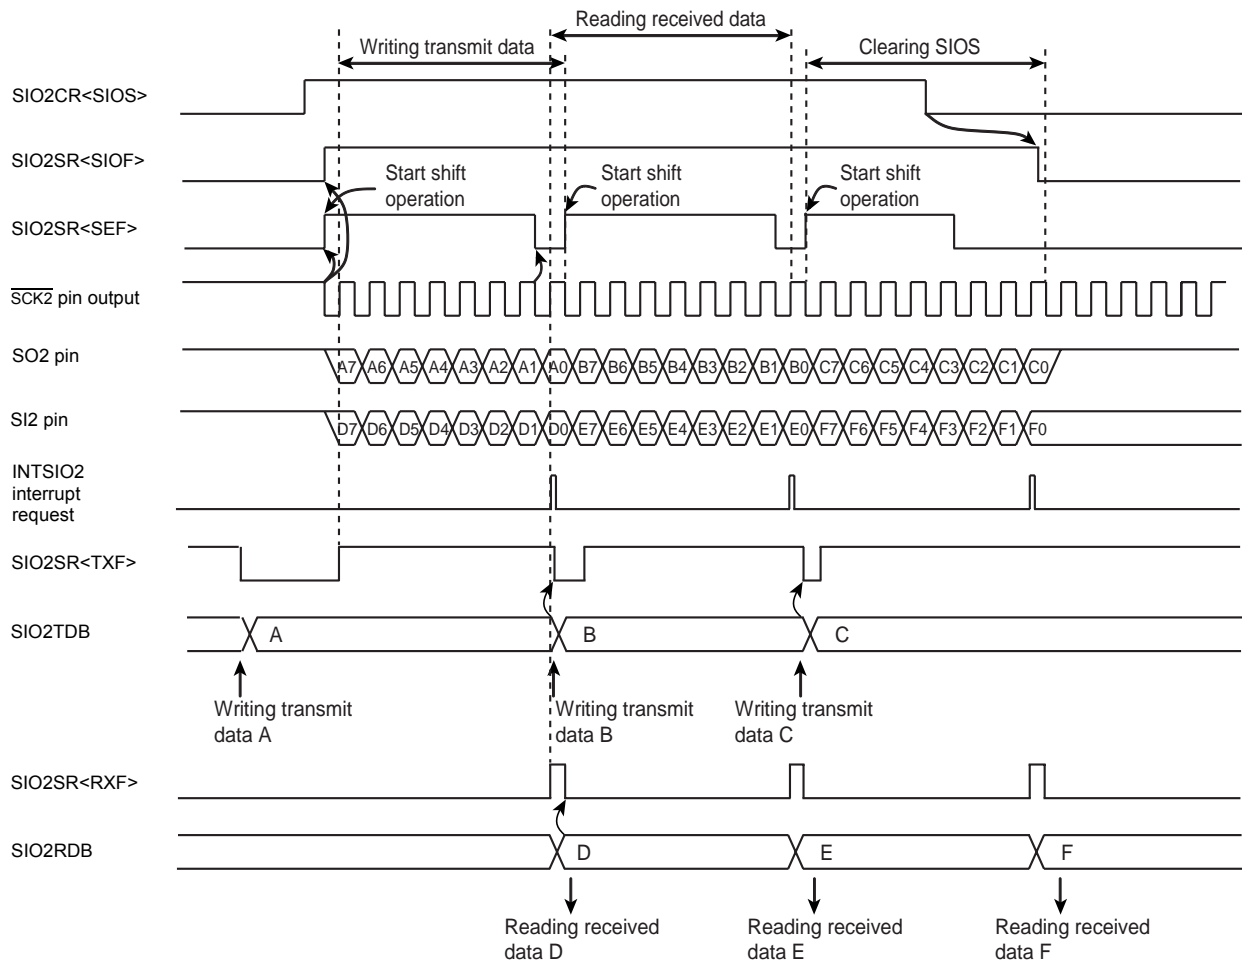 Reading received data
Writing transmit data
Clearing SIOS
SIO2CR<SIOS>
SIO2SR<SIOF>
Start shift
operation
Start shift
operation
Start shift
operation
SIO2SR<SEF>
SCK2 pin output
SO2 pin
A7 A6 A5 A4 A3 A2 A1 A0 B7 B6 B5 B4 B3 B2 B1 B0 C7 C6 C5 C4 C3 C2 C1 C0
SI2 pin
D7 D6 D5 D4 D3 D2 D1 D0 E7 E6 E5 E4 E3 E2 E1 E0 F7 F6 F5 F4 F3 F2 F1 F0
INTSIO2
interrupt
request
SIO2SR<TXF>
SIO2TDB
A B C
Writing transmit
data A
Writing transmit
data B
Writing transmit
data C
SIO2SR<RXF>
SIO2RDB
D E F
Reading received
data D
Reading received
data E
Reading received
data F